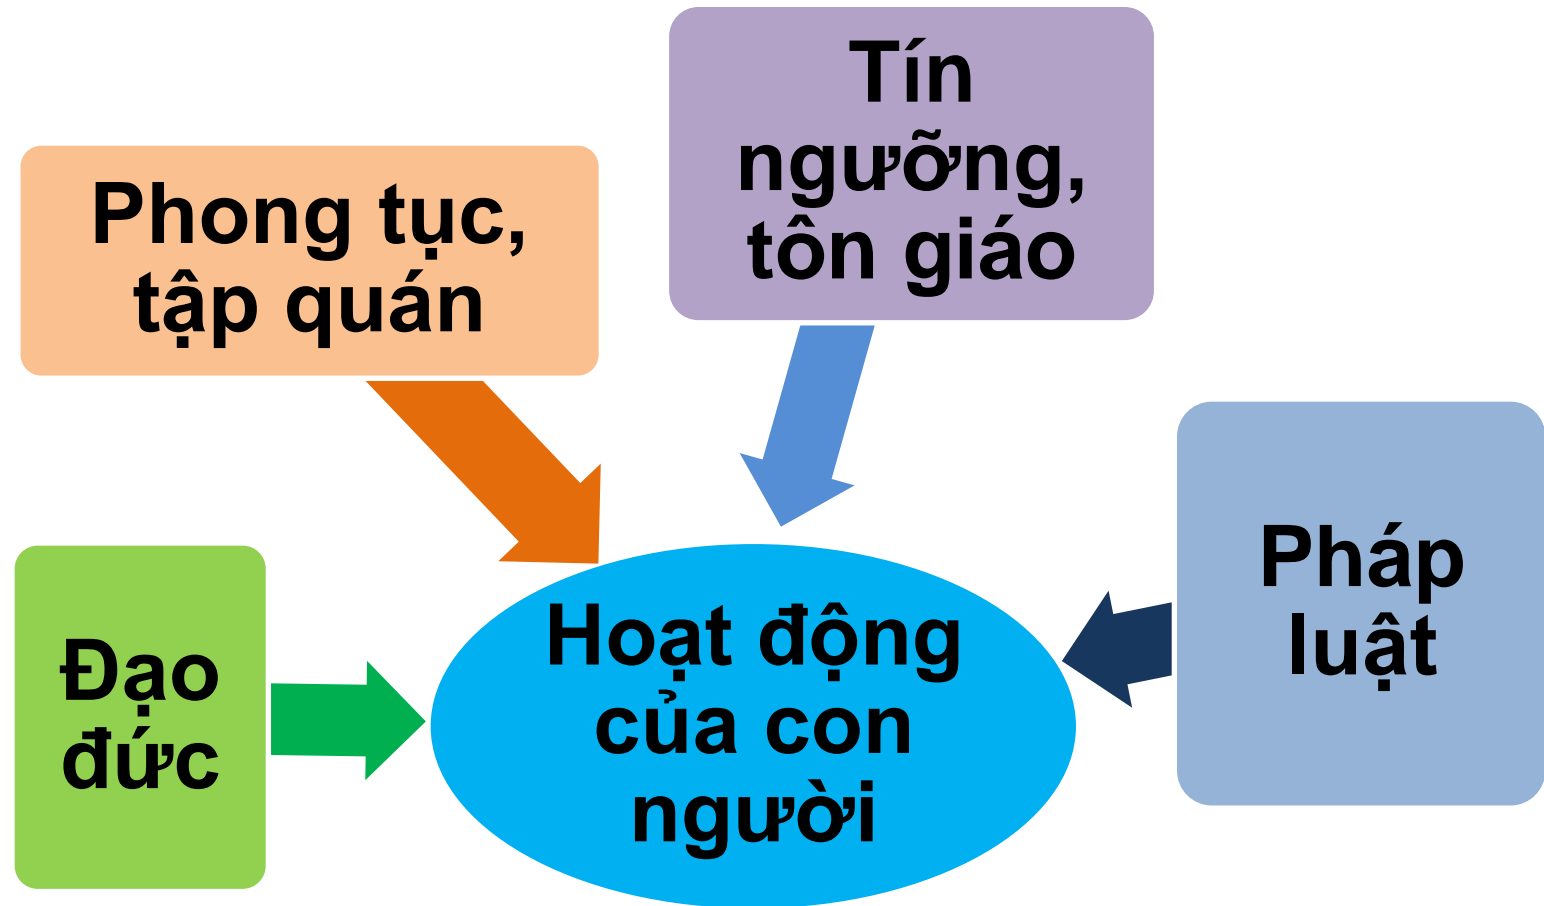 Tín
ngưỡng,
tôn giáo
Phong tục,
tập quán
Pháp
luật
Đạo
đức
Hoạt động
của con
người